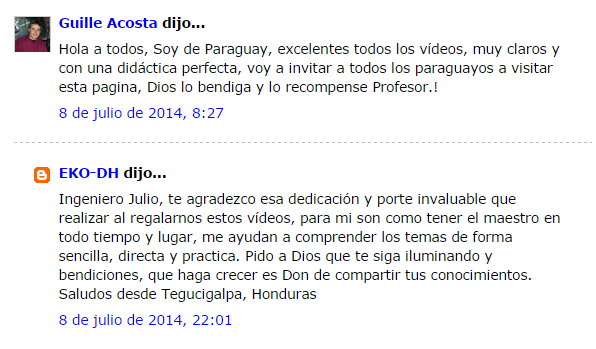 Guille Acosta dijo...
Hola a todos, Soy de Paraguay, excelentes todos los vídeos, muy claros y
con una didáctica perfecta, voy a invitar a todos los paraguayos a visitar
esta pagina, Dios lo bendiga y lo recompense Profesor.!
8 de julio de 2014, 8:27
EKO-DH dijo...
Ingeniero Julio, te agradezco esa dedicación y porte invaluable que
realizar al regalarnos estos vídeos, para mi son como tener el maestro en
todo tiempo y lugar, me ayudan a comprender los temas de forma
sencilla, directa y practica. Pido a Dios que te siga iluminando y
bendiciones, que haga crecer es Don de compartir tus conocimientos.
Saludos desde Tegucigalpa, Honduras
8 de julio de 2014, 22:01